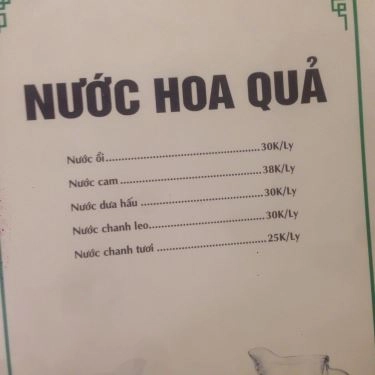 NƯỚC HOA QUẢ
Nước ổi..............................30K/Ly
Nước cam..............................38K/Ly
Nước dưa hấu..............................30K/Ly
Nước chanh leo..............................30K/Ly
Nước chanh tươi..............................25K/Ly